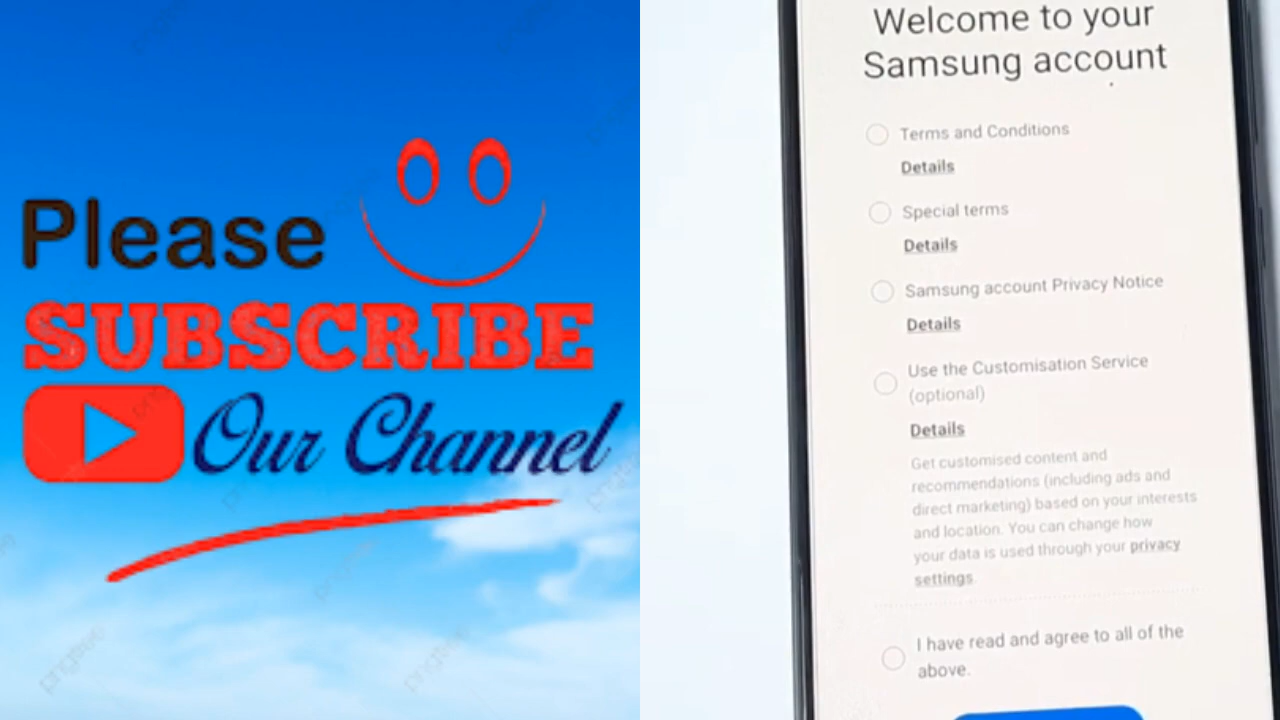 Please
SUBSCRIBE
Our Channel
Welcome to your
Samsung account
Terms and Conditions
Details
Special terms
Details
Samsung account Privacy Notice
Details
Use the Customisation Service
(optional)
Details
Get customised content and
recommendations (including ads and
direct marketing) based on your interests
and location. You can change how
your data is used through your privacy
settings.
I have read and agree to all of the
above.